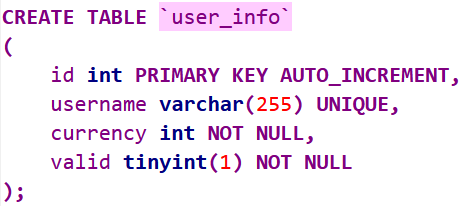 CREATE TABLE `user_info`
(
    id int PRIMARY KEY AUTO_INCREMENT,
    username varchar(255) UNIQUE,
    currency int NOT NULL,
    valid tinyint(1) NOT NULL
);